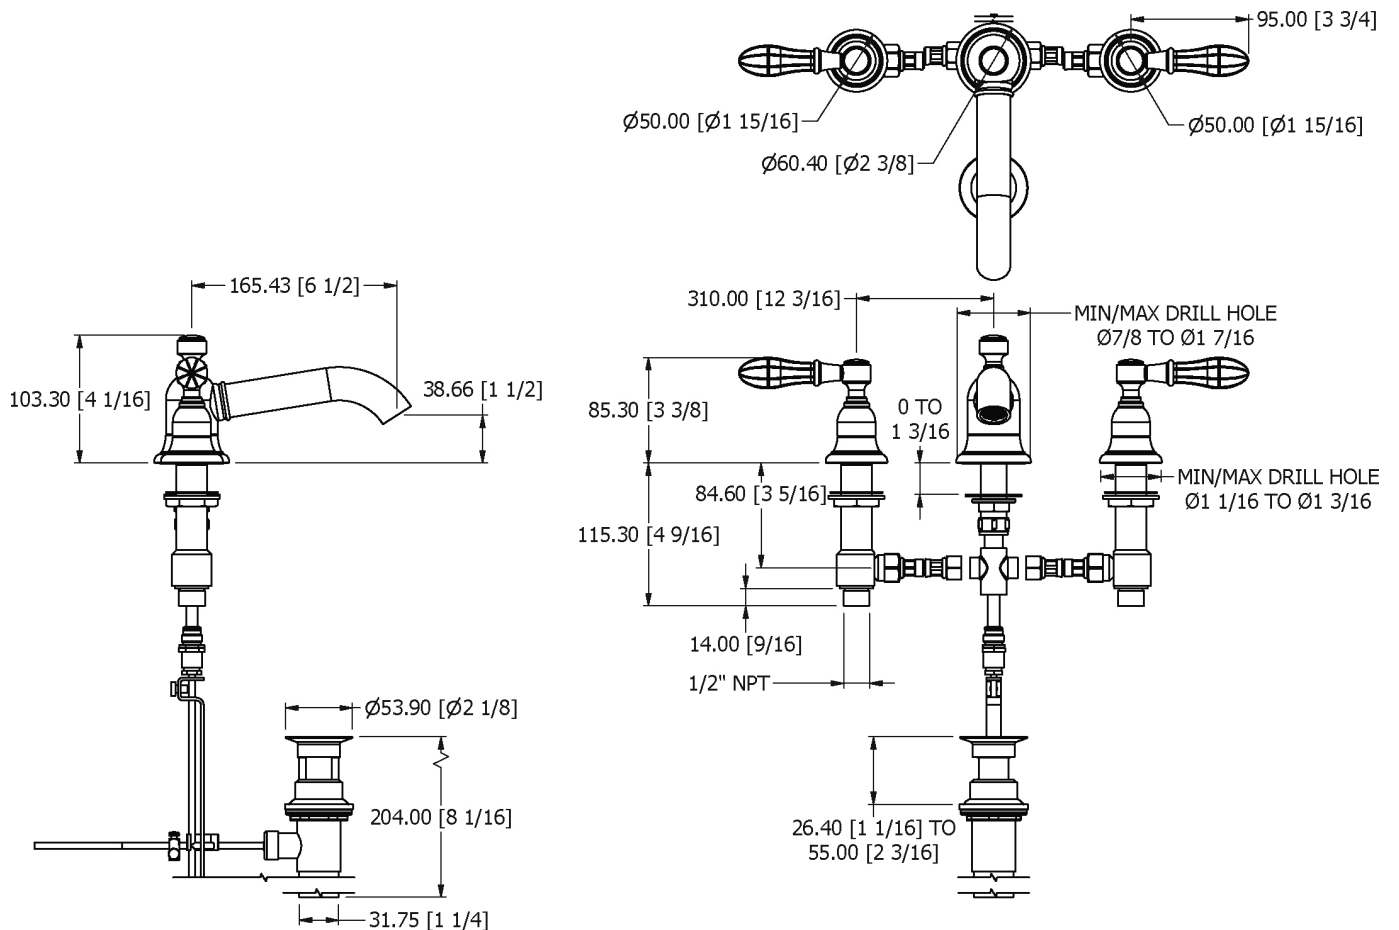 95.00 [3 3/4]
Ø50.00 [Ø1 15/16]
Ø50.00 [Ø1 15/16]
Ø60.40 [Ø2 3/8]
165.43 [6 1/2]
310.00 [12 3/16]
MIN/MAX DRILL HOLE
Ø7/8 TO Ø1 7/16
103.30 [4 1/16]
38.66 [1 1/2]
85.30 [3 3/8]
0 TO
1 3/16
MIN/MAX DRILL HOLE
Ø1 1/16 TO Ø1 3/16
84.60 [3 5/16]
115.30 [4 9/16]
14.00 [9/16]
1/2" NPT
Ø53.90 [Ø2 1/8]
204.00 [8 1/16]
26.40 [1 1/16] TO
55.00 [2 3/16]
31.75 [1 1/4]